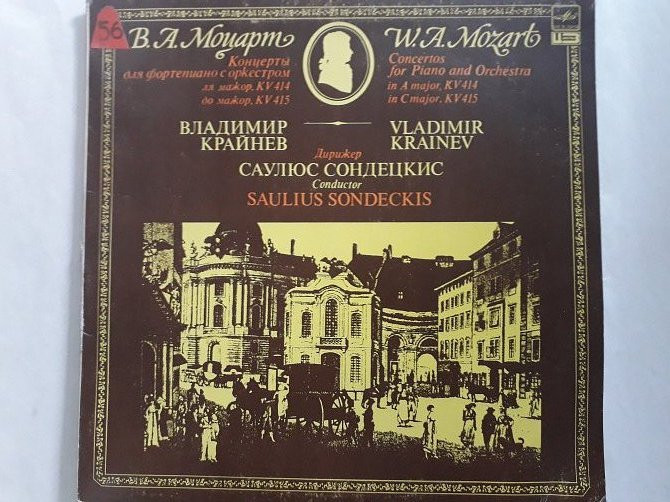 56
В. А. Моцарт
Концерты
для фортепиано с оркестром
ля мажор, KV 414
до мажор, KV 415
W. A. Mozart
Concertos
for Piano and Orchestra
in A major, KV 414
in C major, KV 415
ВЛАДИМИР
КРАЙНЕВ
VLADIMIR
KRAINEV
Дирижер
САУЛЮС СОНДЕЦКИС
Conductor
SAULIUS SONDECKIS